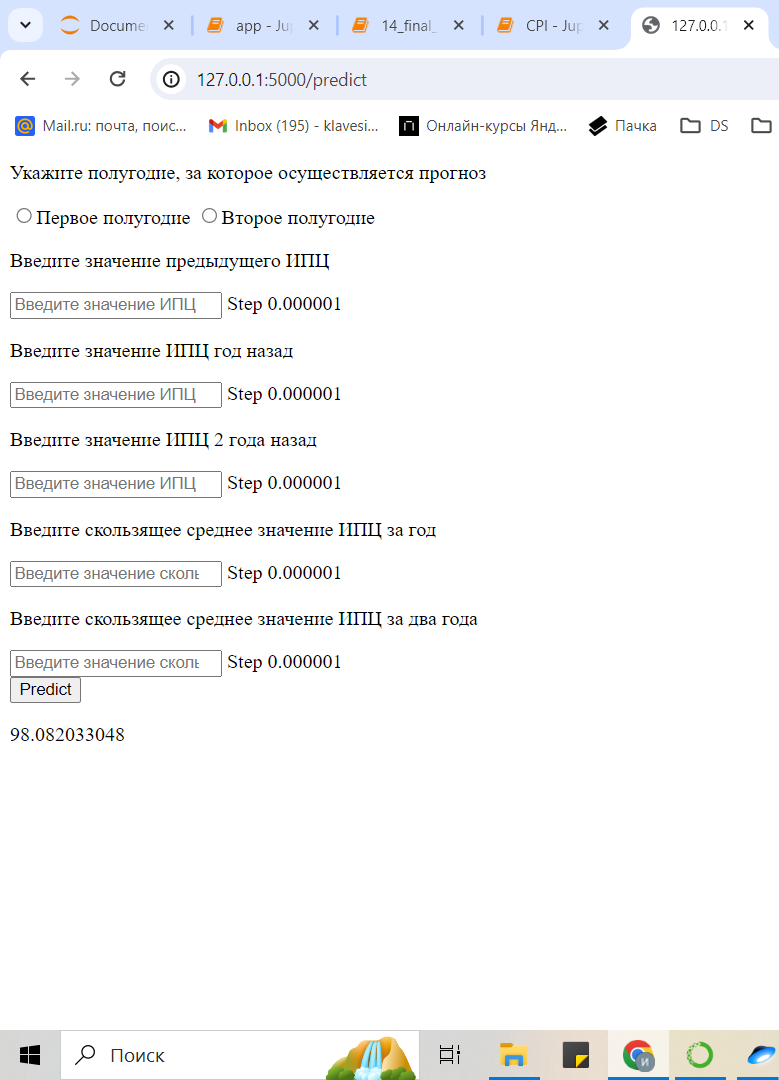 Docume app - Jup 14_final_ CPI - Jup 127.0.0.1
127.0.0.1:5000/predict
Mail.ru: почта, поис... Inbox (195) - klavesi... Онлайн-курсы Янд... Пачка DS
Укажите полугодие, за которое осуществляется прогноз
Первое полугодие Второе полугодие
Введите значение предыдущего ИПЦ
Введите значение ИПЦ Step 0.000001
Введите значение ИПЦ год назад
Введите значение ИПЦ Step 0.000001
Введите значение ИПЦ 2 года назад
Введите значение ИПЦ Step 0.000001
Введите скользящее среднее значение ИПЦ за год
Введите значение сколь Step 0.000001
Введите скользящее среднее значение ИПЦ за два года
Введите значение сколь Step 0.000001
Predict
98.082033048
Поиск
И